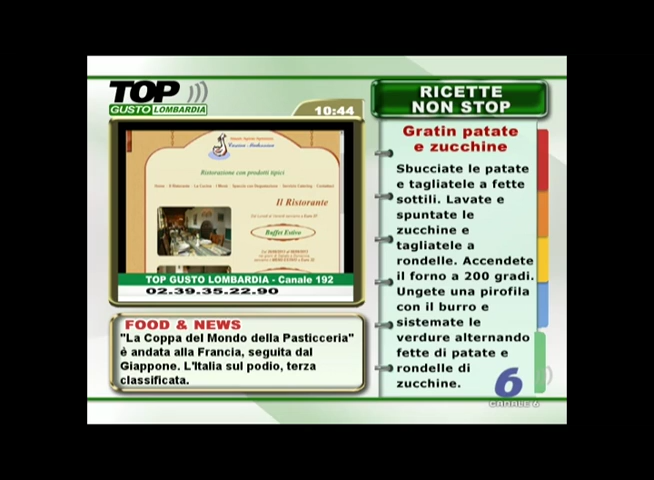 TOP
GUSTO LOMBARDIA
10:44
Ristorazione con prodotti tipici
Il Ristorante
Buffet Estivo
TOP GUSTO LOMBARDIA - Canale 192
02.39.35.22.90
FOOD & NEWS
"La Coppa del Mondo della Pasticceria"
è andata alla Francia, seguita dal
Giappone. L'Italia sul podio, terza
classificata.
RICETTE
NON STOP
Gratin patate
e zucchine
Sbucciate le patate
e tagliatele a fette
sottili. Lavate e
spuntate le
zucchine e
tagliatele a
rondelle. Accendete
il forno a 200 gradi.
Ungete una pirofila
con il burro e
sistemate le
verdure alternando
fette di patate e
rondelle di
zucchine.
6
CANALE 6